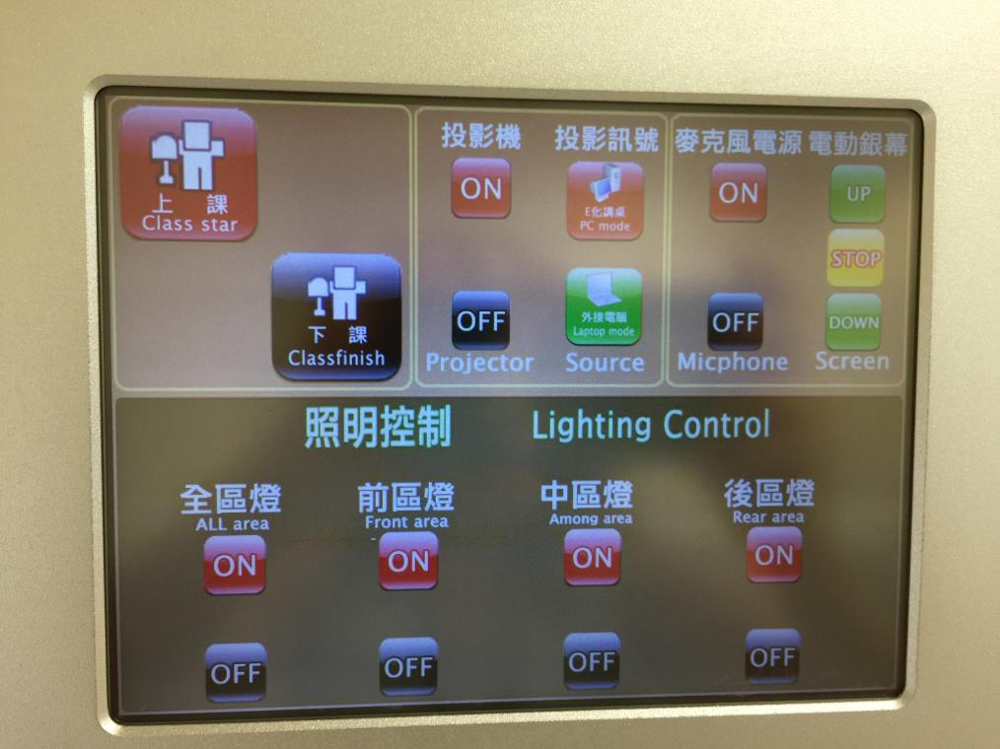 上 課
Class star
下 課
Classfinish
投影機
ON
OFF
Projector
投影訊號
E化講桌
PC mode
外接電腦
Laptop mode
Source
麥克風電源
ON
OFF
Micphone
電動銀幕
UP
STOP
DOWN
Screen
照明控制 Lighting Control
全區燈
ALL area
ON
OFF
前區燈
Front area
ON
OFF
中區燈
Among area
ON
OFF
後區燈
Rear area
ON
OFF